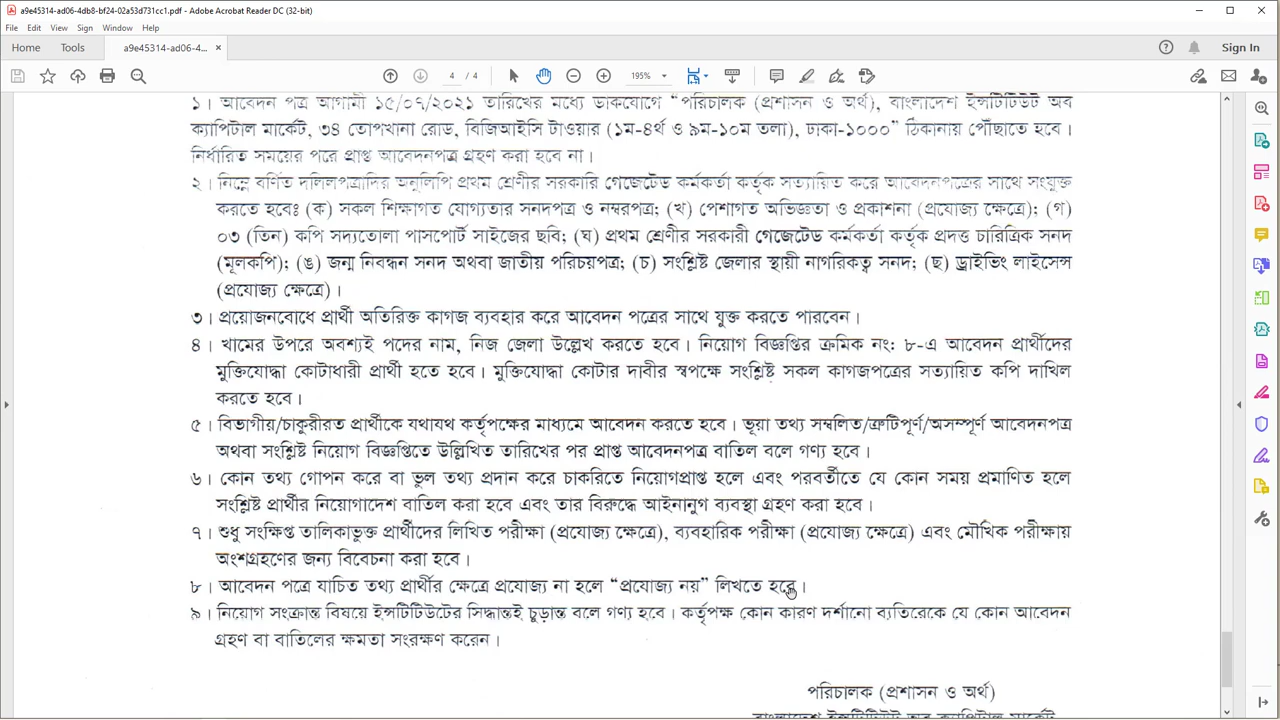 a9e45314-ad06-4db8-bf24-02a53d731cc1.pdf - Adobe Acrobat Reader DC (32-bit)
File Edit View Sign Window Help
Home Tools a9e45314-ad06-4... × Sign In
4 / 4 195%
১। আবেদন পত্র আগামী ১৫/০৭/২০২১ তারিখের মধ্যে ডাকযোগে “পরিচালক (প্রশাসন ও অর্থ), বাংলাদেশ ইন্সটিটিউট অব
ক্যাপিটাল মার্কেট, ৩৪ তোপখানা রোড, বিজিআইসি টাওয়ার (১ম-৪র্থ ও ৯ম-১০ম তলা), ঢাকা-১০০০” ঠিকানায় পৌঁছাতে হবে।
নির্ধারিত সময়ের পরে প্রাপ্ত আবেদনপত্র গ্রহণ করা হবে না।
২। নিম্নে বর্ণিত দলিলপত্রাদির অনুলিপি প্রথম শ্রেণীর সরকারি গেজেটেড কর্মকর্তা কর্তৃক সত্যায়িত করে আবেদনপত্রের সাথে সংযুক্ত
করতে হবেঃ (ক) সকল শিক্ষাগত যোগ্যতার সনদপত্র ও নম্বরপত্র; (খ) পেশাগত অভিজ্ঞতা ও প্রকাশনা (প্রযোজ্য ক্ষেত্রে); (গ)
০৩ (তিন) কপি সদ্যতোলা পাসপোর্ট সাইজের ছবি; (ঘ) প্রথম শ্রেণীর সরকারী গেজেটেড কর্মকর্তা কর্তৃক প্রদত্ত চারিত্রিক সনদ
(মূলকপি); (ঙ) জন্ম নিবন্ধন সনদ অথবা জাতীয় পরিচয়পত্র; (চ) সংশ্লিষ্ট জেলার স্থায়ী নাগরিকত্ব সনদ; (ছ) ড্রাইভিং লাইসেন্স
(প্রযোজ্য ক্ষেত্রে)।
৩। প্রয়োজনবোধে প্রার্থী অতিরিক্ত কাগজ ব্যবহার করে আবেদন পত্রের সাথে যুক্ত করতে পারবেন।
৪। খামের উপরে অবশ্যই পদের নাম, নিজ জেলা উল্লেখ করতে হবে। নিয়োগ বিজ্ঞপ্তির ক্রমিক নং: ৮-এ আবেদন প্রার্থীদের
মুক্তিযোদ্ধা কোটাধারী প্রার্থী হতে হবে। মুক্তিযোদ্ধা কোটার দাবীর স্বপক্ষে সংশ্লিষ্ট সকল কাগজপত্রের সত্যায়িত কপি দাখিল
করতে হবে।
৫। বিভাগীয়/চাকুরীরত প্রার্থীকে যথাযথ কর্তৃপক্ষের মাধ্যমে আবেদন করতে হবে। ভূয়া তথ্য সম্বলিত/ত্রুটিপূর্ণ/অসম্পূর্ণ আবেদনপত্র
অথবা সংশ্লিষ্ট নিয়োগ বিজ্ঞপ্তিতে উল্লিখিত তারিখের পর প্রাপ্ত আবেদনপত্র বাতিল বলে গণ্য হবে।
৬। কোন তথ্য গোপন করে বা ভুল তথ্য প্রদান করে চাকরিতে নিয়োগপ্রাপ্ত হলে এবং পরবর্তীতে যে কোন সময় প্রমাণিত হলে
সংশ্লিষ্ট প্রার্থীর নিয়োগাদেশ বাতিল করা হবে এবং তার বিরুদ্ধে আইনানুগ ব্যবস্থা গ্রহণ করা হবে।
৭। শুধু সংক্ষিপ্ত তালিকাভুক্ত প্রার্থীদের লিখিত পরীক্ষা (প্রযোজ্য ক্ষেত্রে), ব্যবহারিক পরীক্ষা (প্রযোজ্য ক্ষেত্রে) এবং মৌখিক পরীক্ষায়
অংশগ্রহণের জন্য বিবেচনা করা হবে।
৮। আবেদন পত্রে যাচিত তথ্য প্রার্থীর ক্ষেত্রে প্রযোজ্য না হলে “প্রযোজ্য নয়” লিখতে হবে।
৯। নিয়োগ সংক্রান্ত বিষয়ে ইন্সটিটিউটের সিদ্ধান্তই চুড়ান্ত বলে গণ্য হবে। কর্তৃপক্ষ কোন কারণ দর্শানো ব্যতিরেকে যে কোন আবেদন
গ্রহণ বা বাতিলের ক্ষমতা সংরক্ষণ করেন।
পরিচালক (প্রশাসন ও অর্থ)
বাংলাদেশ ইন্সটিটিউট অব ক্যাপিটাল মার্কেট